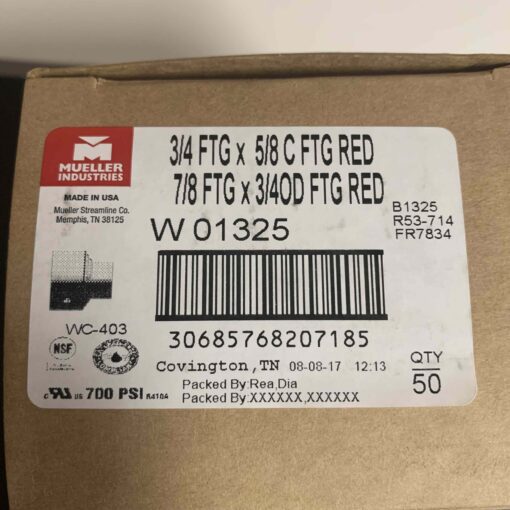 3/4 FTG x 5/8 C FTG RED
7/8 FTG x 3/4OD FTG RED
MUELLER
INDUSTRIES
MADE IN USA
Mueller Streamline Co.
Memphis, TN 38125
W 01325
B1325
R53-714
FR7834
WC-403
30685768207185
NSF
Covington,TN 08-08-17 12:13
Packed By:Rea,Dia
Packed By:XXXXXX,XXXXXX
QTY
50
c US 700 PSI R410A